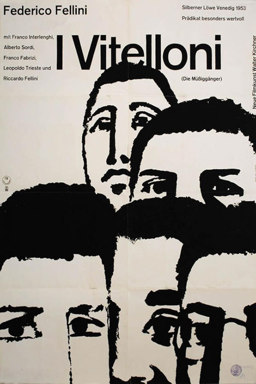 Federico Fellini
Silberner Löwe Venedig 1953
Prädikat besonders wertvoll
mit Franco Interlenghi,
Alberto Sordi,
Franco Fabrizi,
Leopoldo Trieste und
Riccardo Fellini
I Vitelloni
(Die Müßiggänger)
Neue Filmkunst Walter Kirchner